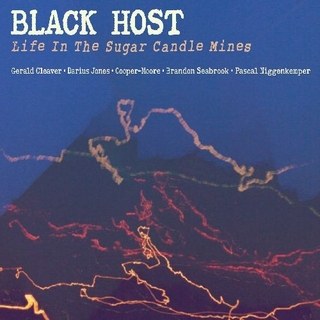 BLACK HOST
Life In The Sugar Candle Mines
Gerald Cleaver • Darius Jones • Cooper-Moore • Brandon Seabrook • Pascal Niggenkemper